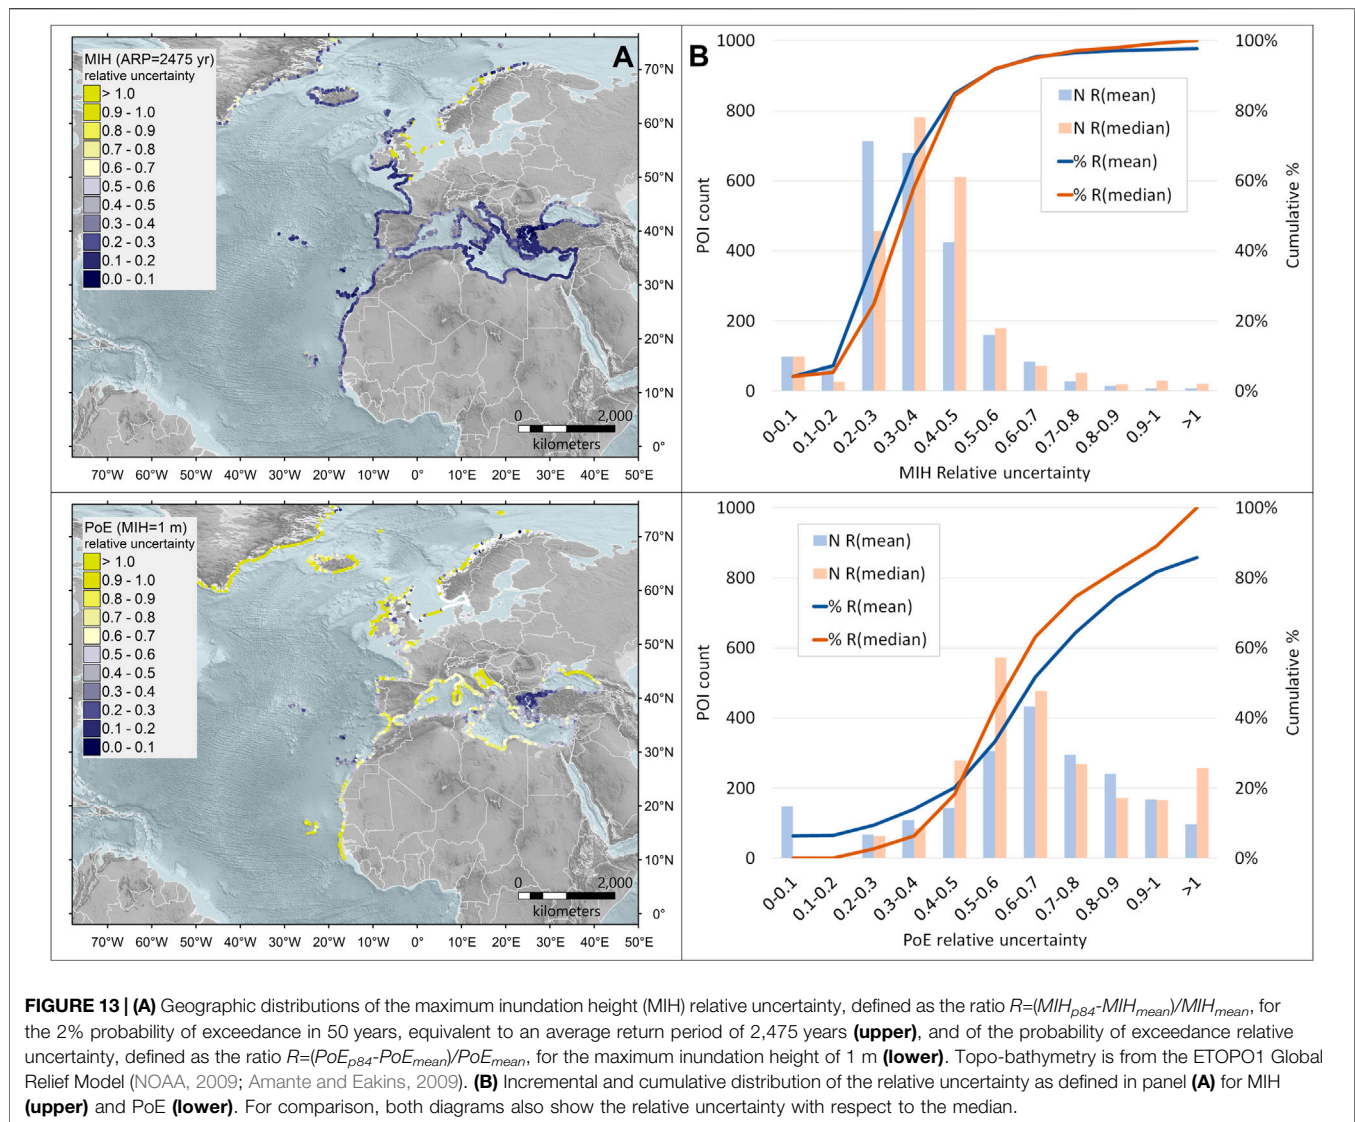 A
MIH (ARP=2475 yr)
relative uncertainty
> 1.0
0.9 - 1.0
0.8 - 0.9
0.7 - 0.8
0.6 - 0.7
0.5 - 0.6
0.4 - 0.5
0.3 - 0.4
0.2 - 0.3
0.1 - 0.2
0.0 - 0.1
70°N
60°N
50°N
40°N
30°N
20°N
10°N
0°
0 2,000
kilometers
70°W 60°W 50°W 40°W 30°W 20°W 10°W 0° 10°E 20°E 30°E 40°E 50°E
B
1000
800
600
400
200
0
POI count
100%
80%
60%
40%
20%
0%
Cumulative %
N R(mean)
N R(median)
% R(mean)
% R(median)
0-0.1 0.1-0.2 0.2-0.3 0.3-0.4 0.4-0.5 0.5-0.6 0.6-0.7 0.7-0.8 0.8-0.9 0.9-1 >1
MIH Relative uncertainty
PoE (MIH=1 m)
relative uncertainty
> 1.0
0.9 - 1.0
0.8 - 0.9
0.7 - 0.8
0.6 - 0.7
0.5 - 0.6
0.4 - 0.5
0.3 - 0.4
0.2 - 0.3
0.1 - 0.2
0.0 - 0.1
70°N
60°N
50°N
40°N
30°N
20°N
10°N
0°
0 2,000
kilometers
70°W 60°W 50°W 40°W 30°W 20°W 10°W 0° 10°E 20°E 30°E 40°E 50°E
1000
800
600
400
200
0
POI count
100%
80%
60%
40%
20%
0%
Cumulative %
N R(mean)
N R(median)
% R(mean)
% R(median)
0-0.1 0.1-0.2 0.2-0.3 0.3-0.4 0.4-0.5 0.5-0.6 0.6-0.7 0.7-0.8 0.8-0.9 0.9-1 >1
PoE relative uncertainty
FIGURE 13 | (A) Geographic distributions of the maximum inundation height (MIH) relative uncertainty, defined as the ratio R=(MIHp84-MIHmean)/MIHmean, for
the 2% probability of exceedance in 50 years, equivalent to an average return period of 2,475 years (upper), and of the probability of exceedance relative
uncertainty, defined as the ratio R=(PoEp84-PoEmean)/PoEmean, for the maximum inundation height of 1 m (lower). Topo-bathymetry is from the ETOPO1 Global
Relief Model (NOAA, 2009; Amante and Eakins, 2009). (B) Incremental and cumulative distribution of the relative uncertainty as defined in panel (A) for MIH
(upper) and PoE (lower). For comparison, both diagrams also show the relative uncertainty with respect to the median.